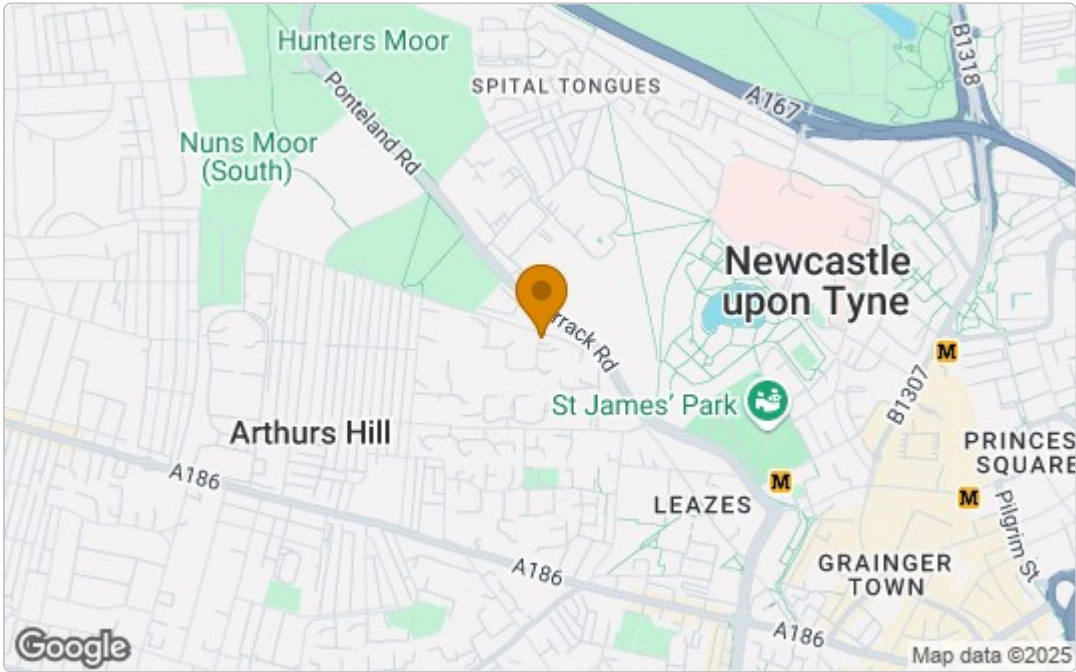 Hunters Moor
SPITAL TONGUES
B1318
A167
Ponteland Rd
Nuns Moor
(South)
Newcastle
upon Tyne
rrack Rd
M
St James' Park
B1307
Arthurs Hill
PRINCES
SQUARE
A186
M
M
LEAZES
Pilgrim St
GRAINGER
TOWN
A186
A186
Google
Map data ©2025